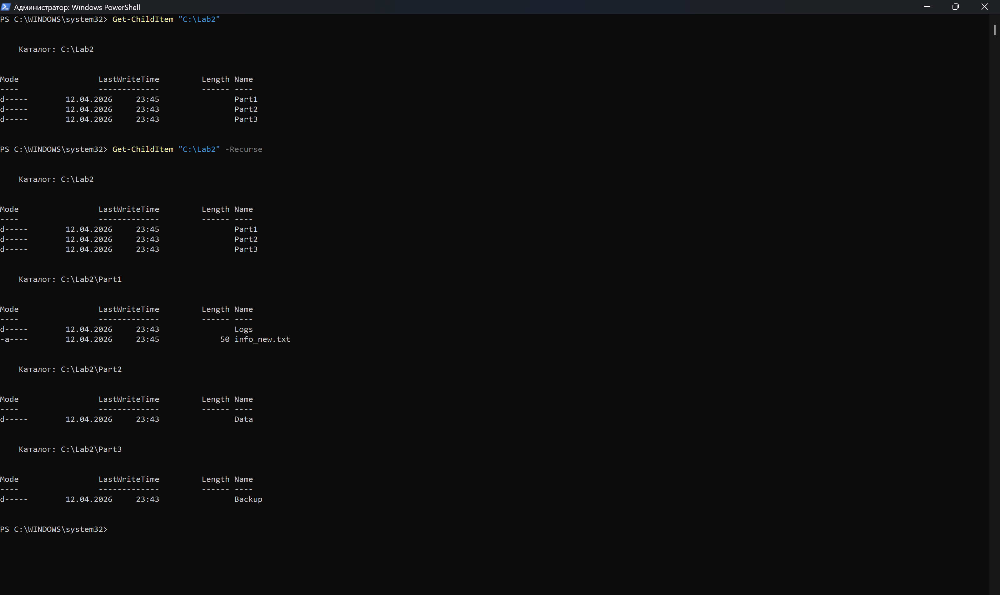 Администратор: Windows PowerShell
PS C:\WINDOWS\system32> Get-ChildItem "C:\Lab2"
Каталог: C:\Lab2
Mode                 LastWriteTime         Length Name
----                 -------------         ------ ----
d-----        12.04.2026     23:45                Part1
d-----        12.04.2026     23:43                Part2
d-----        12.04.2026     23:43                Part3
PS C:\WINDOWS\system32> Get-ChildItem "C:\Lab2" -Recurse
Каталог: C:\Lab2
Mode                 LastWriteTime         Length Name
----                 -------------         ------ ----
d-----        12.04.2026     23:45                Part1
d-----        12.04.2026     23:43                Part2
d-----        12.04.2026     23:43                Part3
Каталог: C:\Lab2\Part1
Mode                 LastWriteTime         Length Name
----                 -------------         ------ ----
d-----        12.04.2026     23:43                Logs
-a----        12.04.2026     23:45             50 info_new.txt
Каталог: C:\Lab2\Part2
Mode                 LastWriteTime         Length Name
----                 -------------         ------ ----
d-----        12.04.2026     23:43                Data
Каталог: C:\Lab2\Part3
Mode                 LastWriteTime         Length Name
----                 -------------         ------ ----
d-----        12.04.2026     23:43                Backup
PS C:\WINDOWS\system32>